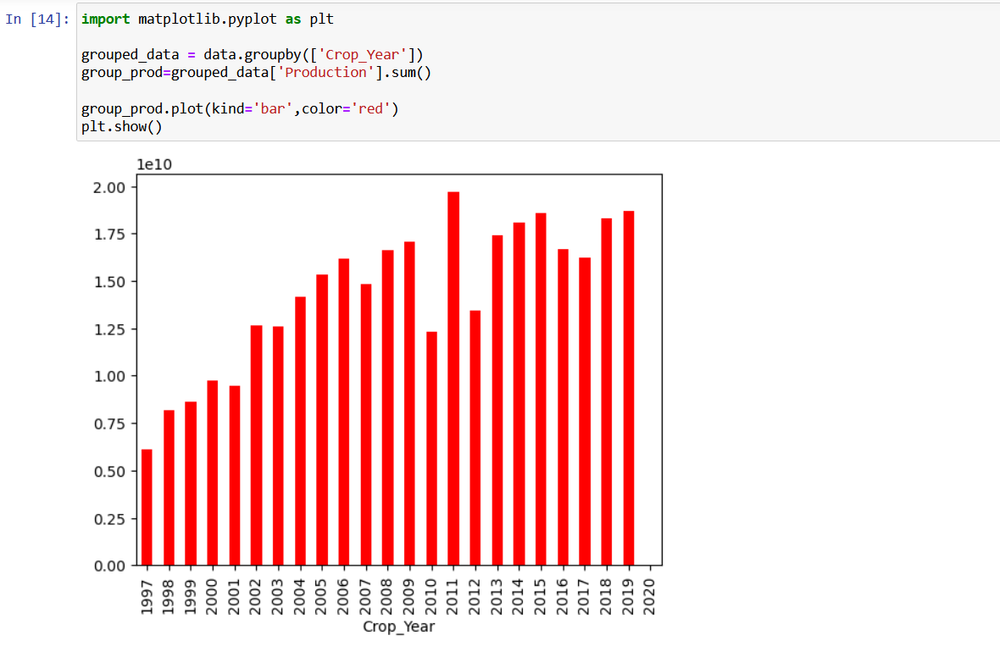 In [14]: import matplotlib.pyplot as plt
grouped_data = data.groupby(['Crop_Year'])
group_prod=grouped_data['Production'].sum()
group_prod.plot(kind='bar',color='red')
plt.show()
1e10
2.00
1.75
1.50
1.25
1.00
0.75
0.50
0.25
0.00
1997 1998 1999 2000 2001 2002 2003 2004 2005 2006 2007 2008 2009 2010 2011 2012 2013 2014 2015 2016 2017 2018 2019 2020
Crop_Year